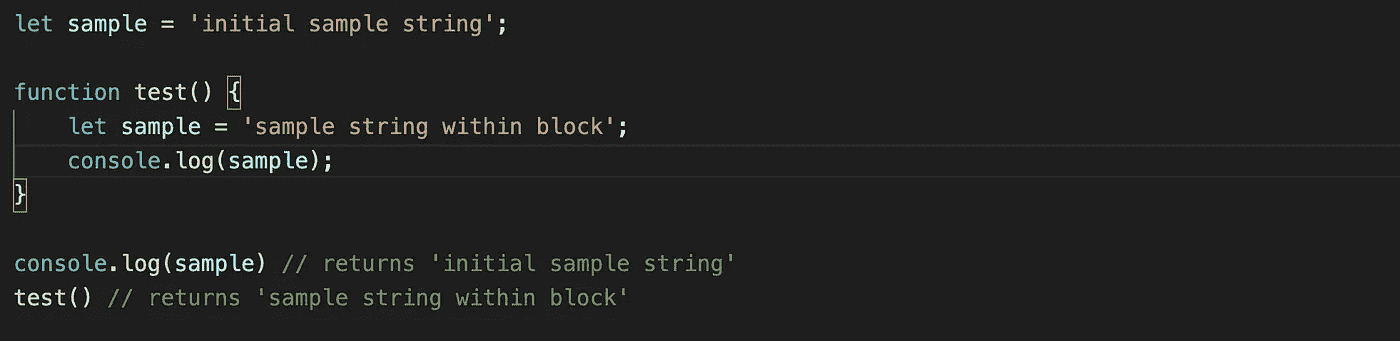 let sample = 'initial sample string';
function test() {
    let sample = 'sample string within block';
    console.log(sample);
}
console.log(sample) // returns 'initial sample string'
test() // returns 'sample string within block'